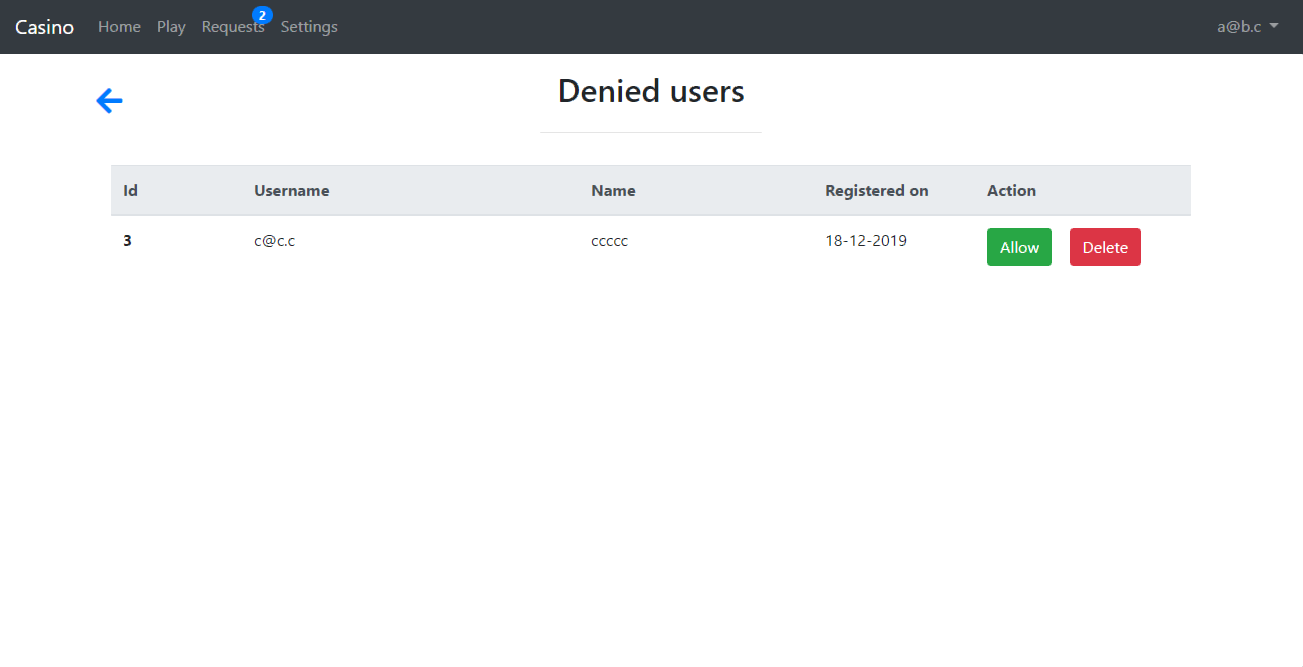 Casino Home Play Requests 2 Settings a@b.c
Denied users
Id Username Name Registered on Action
3 c@c.c ccccc 18-12-2019 Allow Delete